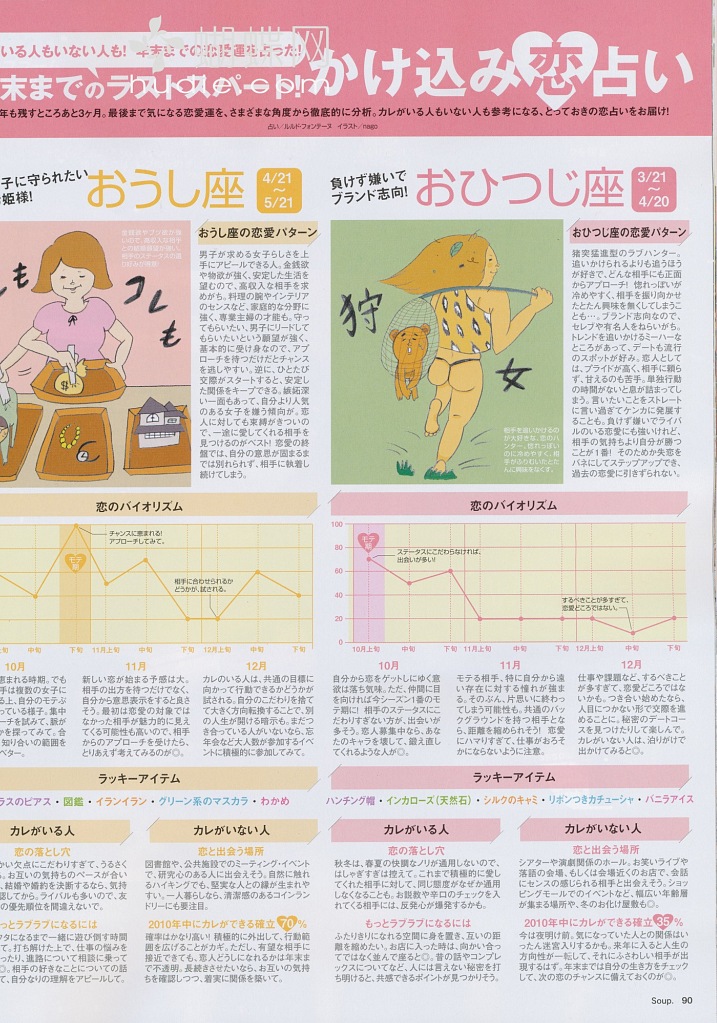 いる人もいない人も! 年末までの恋愛運を占った!
末までのラストスパート!かけ込み恋占い
年も残すところあと3ヶ月。最後まで気になる恋愛運を、さまざまな角度から徹底的に分析。カレがいる人もいない人も参考になる、とっておきの恋占いをお届け!
占い/ルルド・フォンテーヌ イラスト/nago
蝴蝶网
子に守られたい
姫様!
おうし座
4/21
〜
5/21
おうし座の恋愛パターン
男子が求める女子らしさを上
手にアピールできる人。金銭欲
や物欲が強く、安定した生活を
望むので、高収入な相手を求
めがち。料理の腕やインテリア
のセンスなど、家庭的な分野に
強く、専業主婦の才能も。守っ
てもらいたい、男子にリードして
もらいたいという願望が強く、
基本的に受け身なので、アプ
ローチを待つだけだとチャンス
を逃しやすい。逆に、ひとたび
交際がスタートすると、安定し
た関係をキープできる。嫉妬深
い一面もあって、自分より人気
のある女子を嫌う傾向が。恋
人に対しても束縛がきついの
で、一途に愛してくれる相手を
見つけるのがベスト! 恋愛の終
盤では、自分の意思が固まるま
では別れられず、相手に執着し
続けてしまう。
コレも
負けず嫌いで
ブランド志向!
おひつじ座
3/21
〜
4/20
おひつじ座の恋愛パターン
猪突猛進型のラブハンター。
追いかけられるよりも追うほう
が好きで、どんな相手にも正面
からアプローチ! 惚れっぽいが
冷めやすく、相手を振り向かせ
たとたん興味を無くしてしまうこ
とも…。ブランド志向なので、
セレブや有名人をねらいがち。
トレンドを追いかけるミーハーな
ところがあって、デートも流行
のスポットが好み。恋人として
は、プライドが高く、相手に頼ら
ず、甘えるのも苦手。単独行動
の時間がないと息が詰まってし
まう。言いたいことをストレート
に言い過ぎてケンカに発展す
ることも。負けず嫌いでライバ
ルのいる恋愛にも強いけれど、
相手の気持ちより自分が勝つ
ことが1番! そのため失恋を
バネにしてステップアップでき、
過去の恋愛に引きずられない。
狩
女
相手を追いかけるの
が大好きな、恋のハ
ンター。惚れっぽい
のに冷めやすく、相
手がふりむいたとた
んに興味をなくす。
恋のバイオリズム
チャンスに恵まれる!
アプローチしてみて。
モテ期
相手に合わせられるか
どうかが、試される。
中旬 下旬 11月上旬 中旬 下旬 12月上旬 中旬 下旬
10月
11月
新しい恋が始まる予感は大。
相手の出方を待つだけでなく、
自分から意思表示をすると良
さそう。最初は恋愛の対象では
なかった相手が魅力的に見え
てくる可能性も高いので、相手
からのアプローチを受けたら、
とりあえず考えてみるのが◎。
12月
カレのいる人は、共通の目標に
向かって行動できるかどうかが
試される。自分のこだわりを捨て
て大きく方向転換することで、別
の人生が開ける暗示も。まだつ
き合っている人がいないなら、忘
年会など大人数が参加するイベ
ントに積極的に参加してみて。
恋のバイオリズム
100
80
60
40
20
0
モテ期
ステータスにこだわらなければ、
出会いが多い!
するべきことが多すぎて、
恋愛どころではない。
10月上旬 中旬 下旬 11月上旬 中旬 下旬 12月上旬 中旬 下旬
10月
自分から恋をゲットしにゆく意
欲は落ち気味。ただ、仲間に目
を向ければ今シーズン1番のモ
テ期に! 相手のステータスにこ
だわりすぎない方が、出会いが
多そう。恋人募集中なら、あな
たのキャラを壊して、鍛え直し
てくれるような人が◎。
11月
モテる相手、特に自分から遠
い存在に対する憧れが強ま
る。そのぶん、片思いに終わっ
てしまう可能性も。共通のバッ
クグラウンドを持つ相手とな
ら、距離を縮められそう! 恋愛
にハマりすぎて、仕事がおろそ
かにならないように注意。
12月
仕事や課題など、するべきこと
が多すぎて、恋愛どころではな
いかも。つき合い始めたなら、
人目につかない形で交際を進
めることに。秘密のデートコー
スを見つけたりして楽しんで。
カレがいない人は、泊りがけで
出かけてみると◎。
ラッキーアイテム
ラスのピアス・図鑑・イランイラン・グリーン系のマスカラ・わかめ
ラッキーアイテム
ハンチング帽・インカローズ(天然石)・シルクのキャミ・リボンつきカチューシャ・バニラアイス
カレがいる人
恋の落とし穴
かい欠点にこだわりすぎて、うるさく
。お互いの気持ちのペースが合い
、結婚や婚約を決断するなら、気持
認してから。ライバルも多いので、友
の優先順位を間違えないで。
もっとラブラブになるには
タになるまで一緒に遊び倒す時間
て。打ち解けた上で、仕事の悩みを
ったり、進路について相談に乗って
◎。相手の好きなことについての話
て、自分なりの理解をアピールして。
カレがいない人
恋と出会う場所
図書館や、公共施設でのミーティング・イベント
で、研究心のある人に出会えそう。自然に触れ
られるハイキングでも、堅実な人との縁が生まれや
すい。一人暮らしなら、清潔感のあるコインラン
ドリーにも要注目。
2010年中にカレができる確立70%
確率はかなり高い! 積極的に外出して、行動範
囲を広げることがカギ。ただし、有望な相手に
接近できても、恋人どうしになれるかは年末ま
で不透明。長続きさせたいなら、お互いの気持
ちを確認しつつ、着実に関係を築いて。
カレがいる人
恋の落とし穴
秋冬は、春夏の快調なノリが通用しないので、
はしゃぎすぎは控えて。これまで積極的に愛し
てくれた相手に対して、同じ態度がなぜか通用
しなくなることも。お説教や辛口のチェックを入
れてくる相手には、反発心が爆発するかも。
もっとラブラブになるには
ふたりきりになれる空間に身を置き、互いの距
離を縮めたい。お店に入った時は、向かい合っ
てではなく並んで座ると◎。昔の話やコンプレ
ックスについてなど、人には言えない秘密を打
ち明けると、共感できるポイントが見つかりそう。
カレがいない人
恋と出会う場所
シアターや演劇関係のホール。お笑いライブや
落語の会場、もしくは会場近くのお店で、会話
にセンスの感じられる相手と出会えそう。ショッ
ピングモールでのイベントなど、幅広い年齢層
が集まる場所や、冬のお化け屋敷も◎。
2010年中にカレができる確立35%
今は夜明け前。気になっていた人との関係はい
ったん迷宮入りするかも。来年に入ると人生の
方向性が一転して、それにふさわしい相手が出
現するはず。年末までは自分の生き方をチェック
して、次の恋のチャンスに備えておくのが◎。
Soup. 90